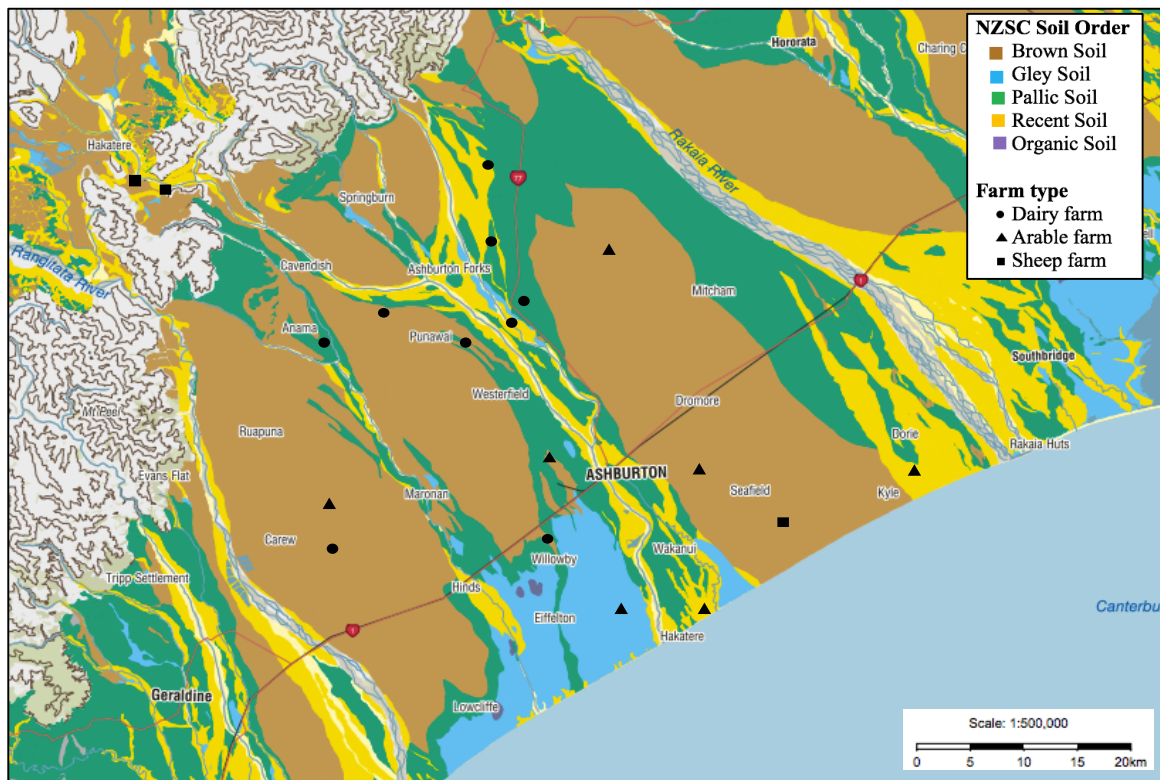 NZSC Soil Order
Brown Soil
Gley Soil
Pallic Soil
Recent Soil
Organic Soil
Farm type
Dairy farm
Arable farm
Sheep farm
Hororata
Charing C
Rakaia River
Hakatere
77
Springburn
Rangitata River
Cavendish
Ashburton Forks
Mitcham
1
Anama
Punawai
Southbridge
Westerfield
Dromore
Mt Peel
Ruapuna
Dorie
Rakaia Huts
Evans Flat
ASHBURTON
Maronan
Seafield
Kyle
Carew
Willowby
Wakanui
Tripp Settlement
Hinds
Canterbu
Eiffelton
1
Hakatere
Geraldine
Lowcliffe
Scale: 1:500,000
0 5 10 15 20km